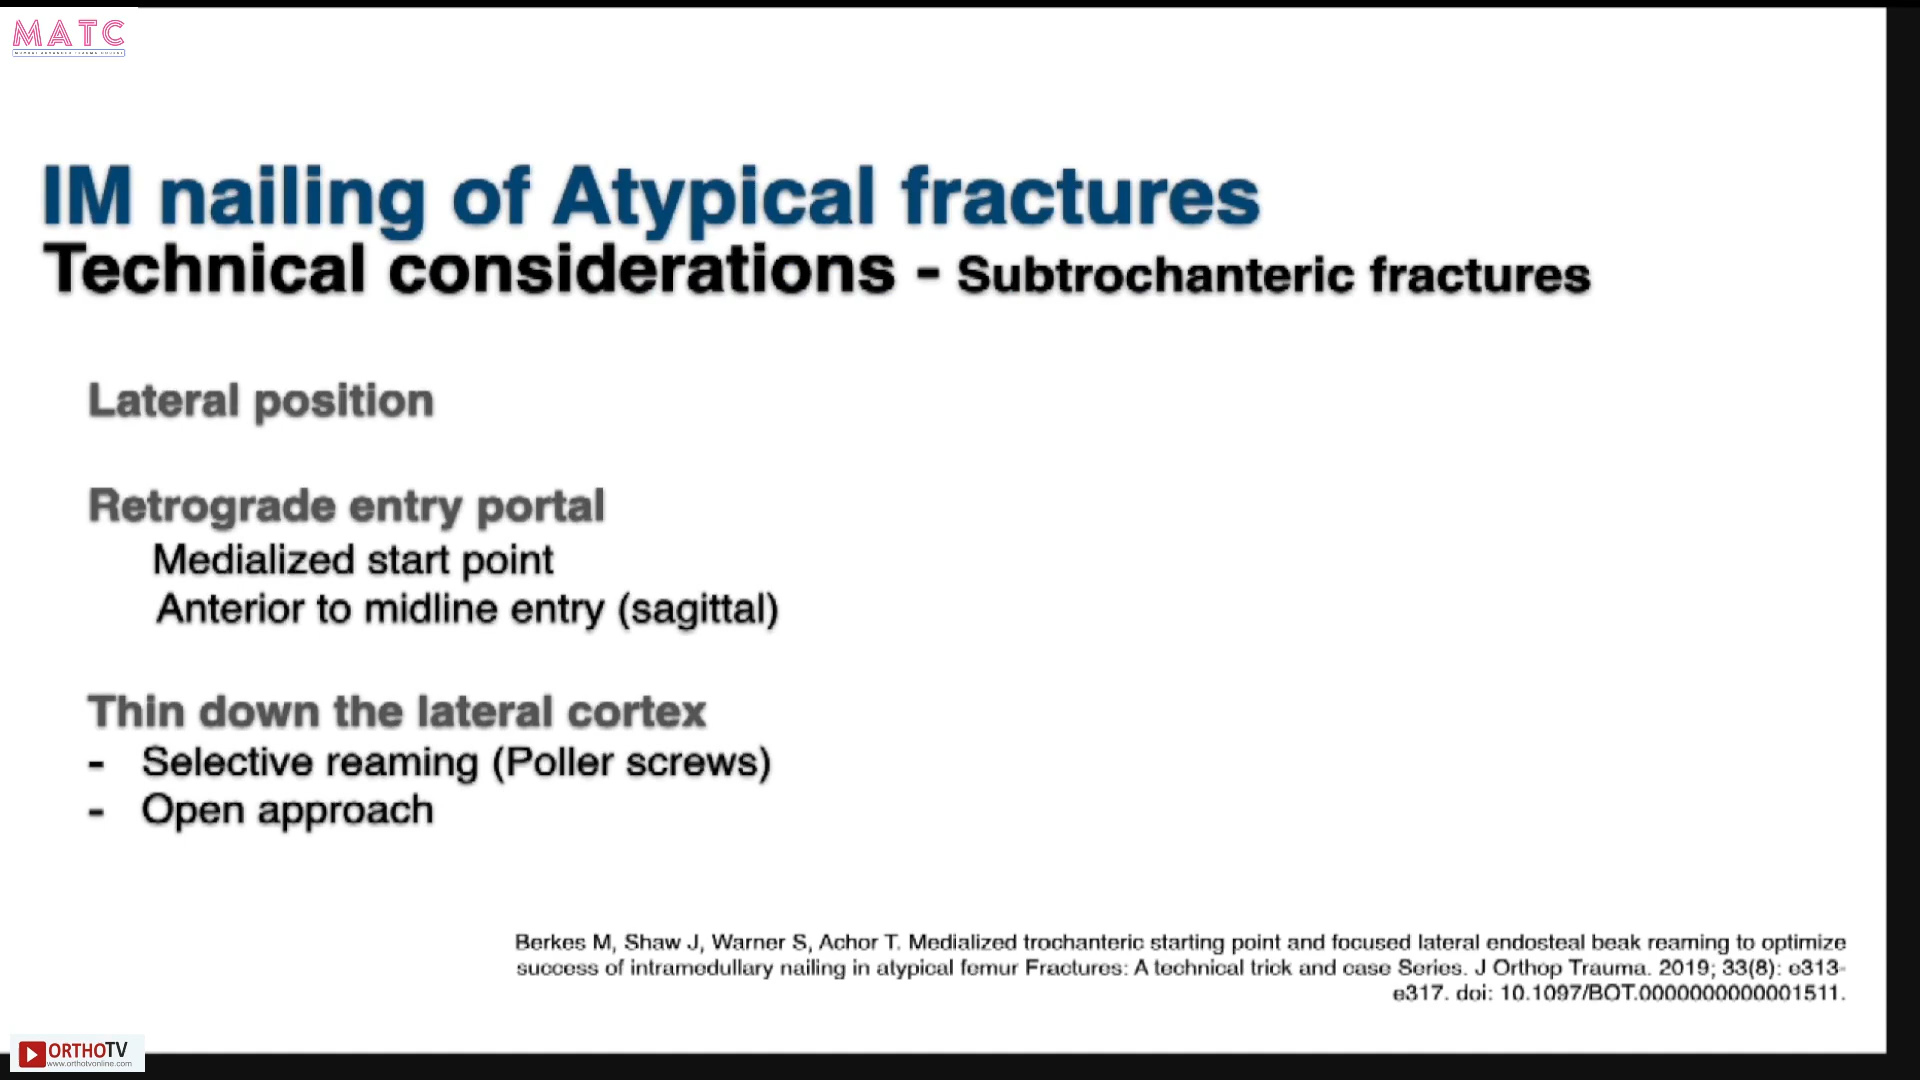 MATC
IM nailing of Atypical fractures
Technical considerations - Subtrochanteric fractures
Lateral position
Retrograde entry portal
Medialized start point
Anterior to midline entry (sagittal)
Thin down the lateral cortex
- Selective reaming (Poller screws)
- Open approach
Berkes M, Shaw J, Warner S, Achor T. Medialized trochanteric starting point and focused lateral endosteal beak reaming to optimize
success of intramedullary nailing in atypical femur Fractures: A technical trick and case Series. J Orthop Trauma. 2019; 33(8): e313-
e317. doi: 10.1097/BOT.0000000000001511.
ORTHOTV
www.orthotvonline.com